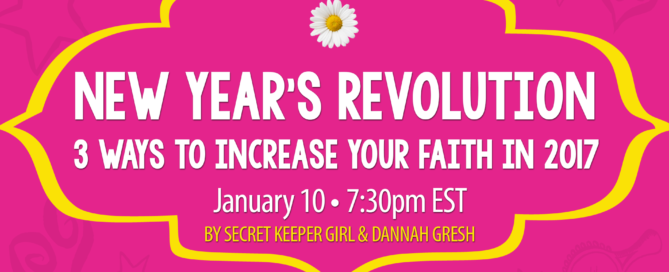 NEW YEAR'S REVOLUTION
3 WAYS TO INCREASE YOUR FAITH IN 2017
January 10 • 7:30pm EST
BY SECRET KEEPER GIRL & DANNAH GRESH